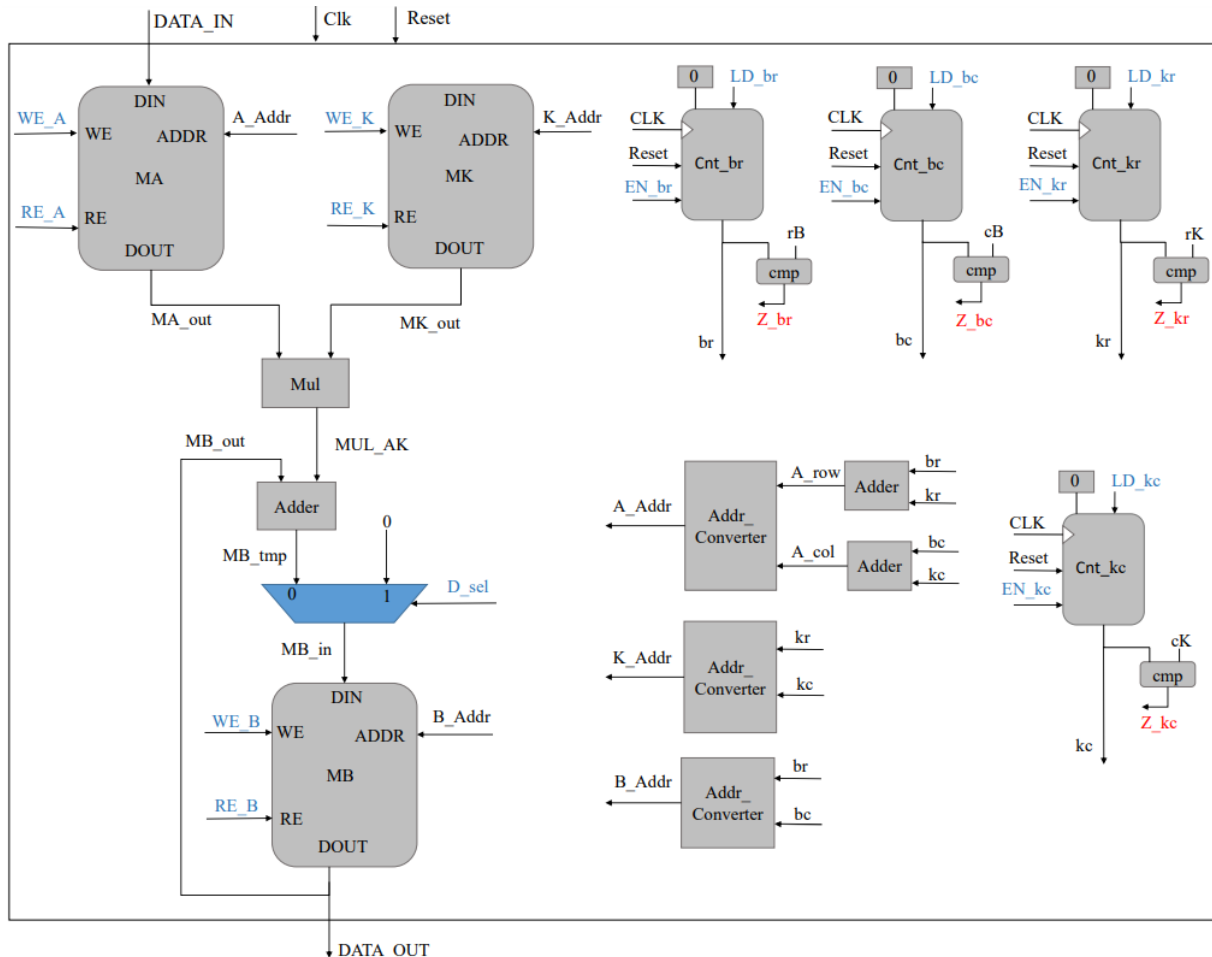 DATA_IN
Clk
Reset
DIN
WE_A
WE
ADDR
A_Addr
MA
RE_A
RE
DOUT
MA_out
DIN
WE_K
WE
ADDR
K_Addr
MK
RE_K
RE
DOUT
MK_out
Mul
MB_out
MUL_AK
Adder
MB_tmp
0
0
1
D_sel
MB_in
DIN
WE_B
WE
ADDR
B_Addr
MB
RE_B
RE
DOUT
DATA_OUT
0
LD_br
CLK
Reset
Cnt_br
EN_br
rB
cmp
Z_br
br
0
LD_bc
CLK
Reset
Cnt_bc
EN_bc
cB
cmp
Z_bc
bc
0
LD_kr
CLK
Reset
Cnt_kr
EN_kr
rK
cmp
Z_kr
kr
A_Addr
Addr_
Converter
A_row
Adder
br
kr
A_col
Adder
bc
kc
K_Addr
Addr_
Converter
kr
kc
B_Addr
Addr_
Converter
br
bc
0
LD_kc
CLK
Reset
Cnt_kc
EN_kc
cK
cmp
Z_kc
kc